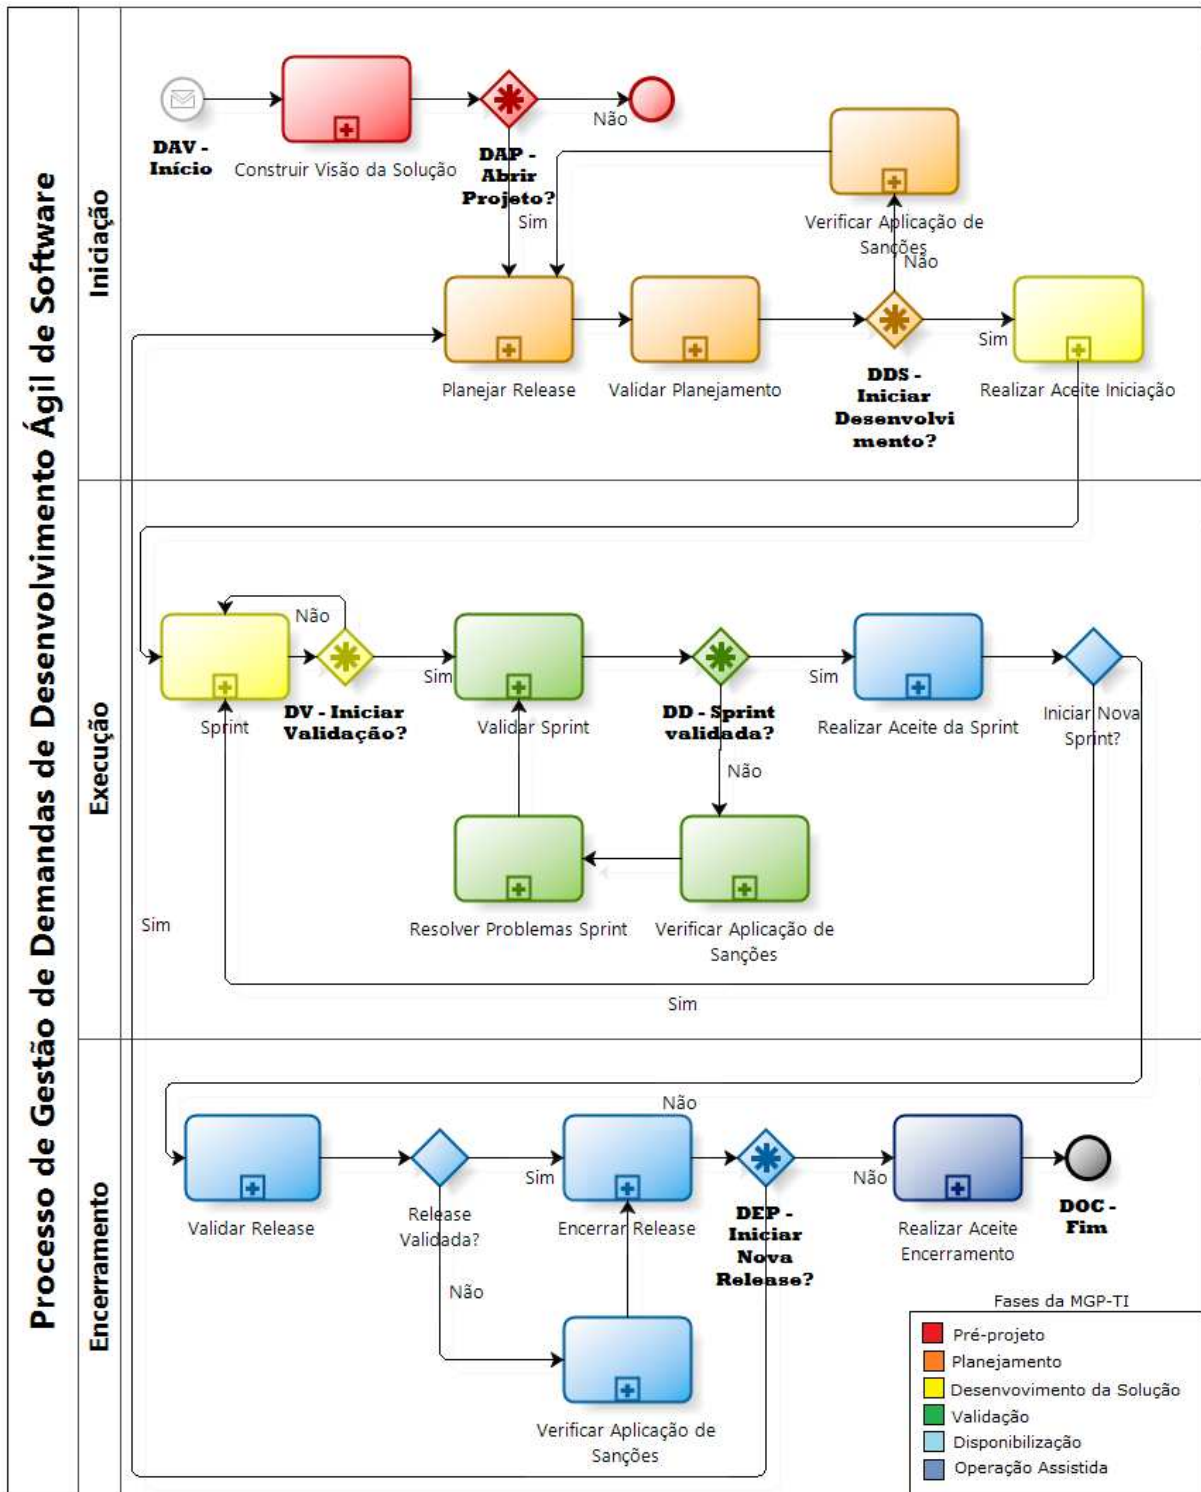 Processo de Gestão de Demandas de Desenvolvimento Ágil de Software
Iniciação
DAV -
Início
Construir Visão da Solução
DAP -
Abrir
Projeto?
Não
Sim
Verificar Aplicação de
Sanções
Não
Planejar Release
Validar Planejamento
DDS -
Iniciar
Desenvolvi
mento?
Sim
Realizar Aceite Iniciação
Execução
Sprint
Não
DV - Iniciar
Validação?
Sim
Validar Sprint
DD - Sprint
validada?
Sim
Não
Realizar Aceite da Sprint
Iniciar Nova
Sprint?
Resolver Problemas Sprint
Verificar Aplicação de
Sanções
Sim
Sim
Encerramento
Não
Validar Release
Release
Validada?
Sim
Não
Encerrar Release
DEP -
Iniciar
Nova
Release?
Não
Realizar Aceite
Encerramento
DOC -
Fim
Verificar Aplicação de
Sanções
Fases da MGP-TI
Pré-projeto
Planejamento
Desenvovimento da Solução
Validação
Disponibilização
Operação Assistida